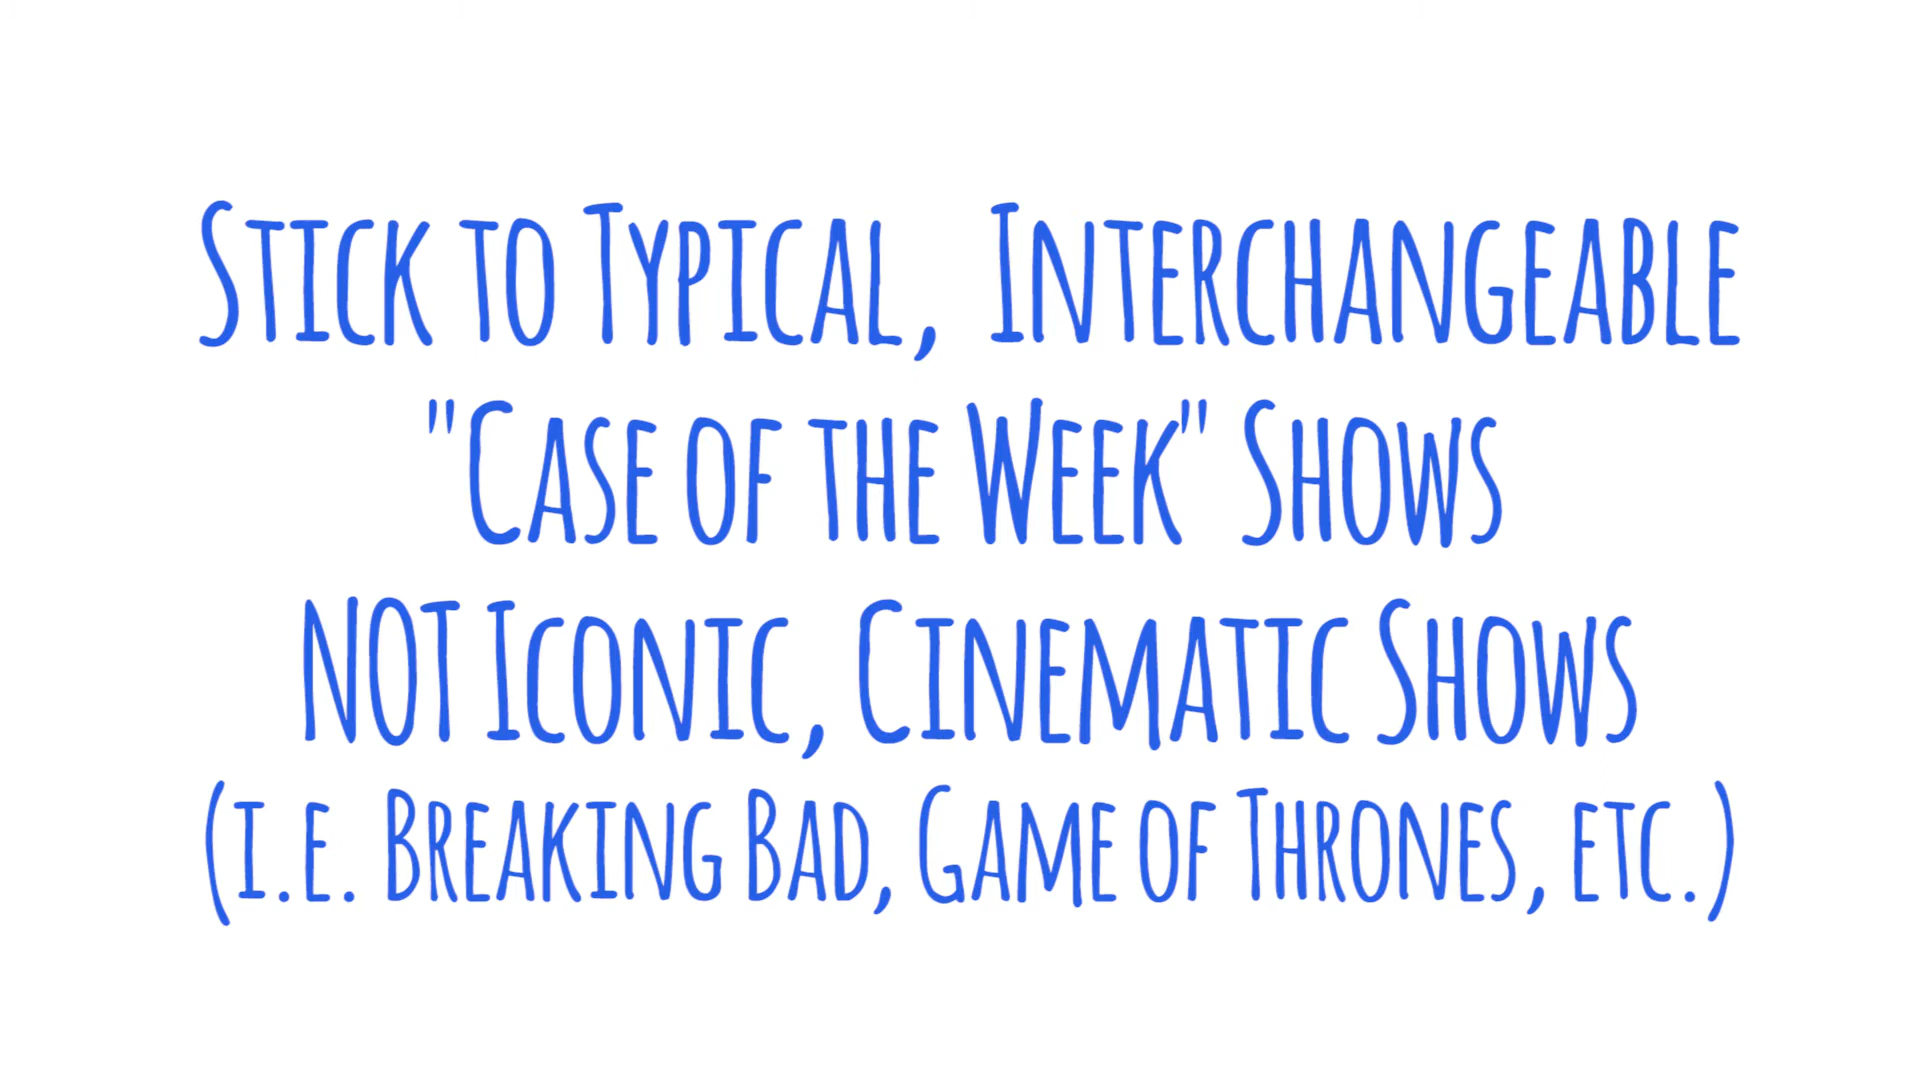 Stick to Typical, Interchangeable
"Case of the Week" Shows
NOT Iconic, Cinematic Shows
(i.e. Breaking Bad, Game of Thrones, etc.)